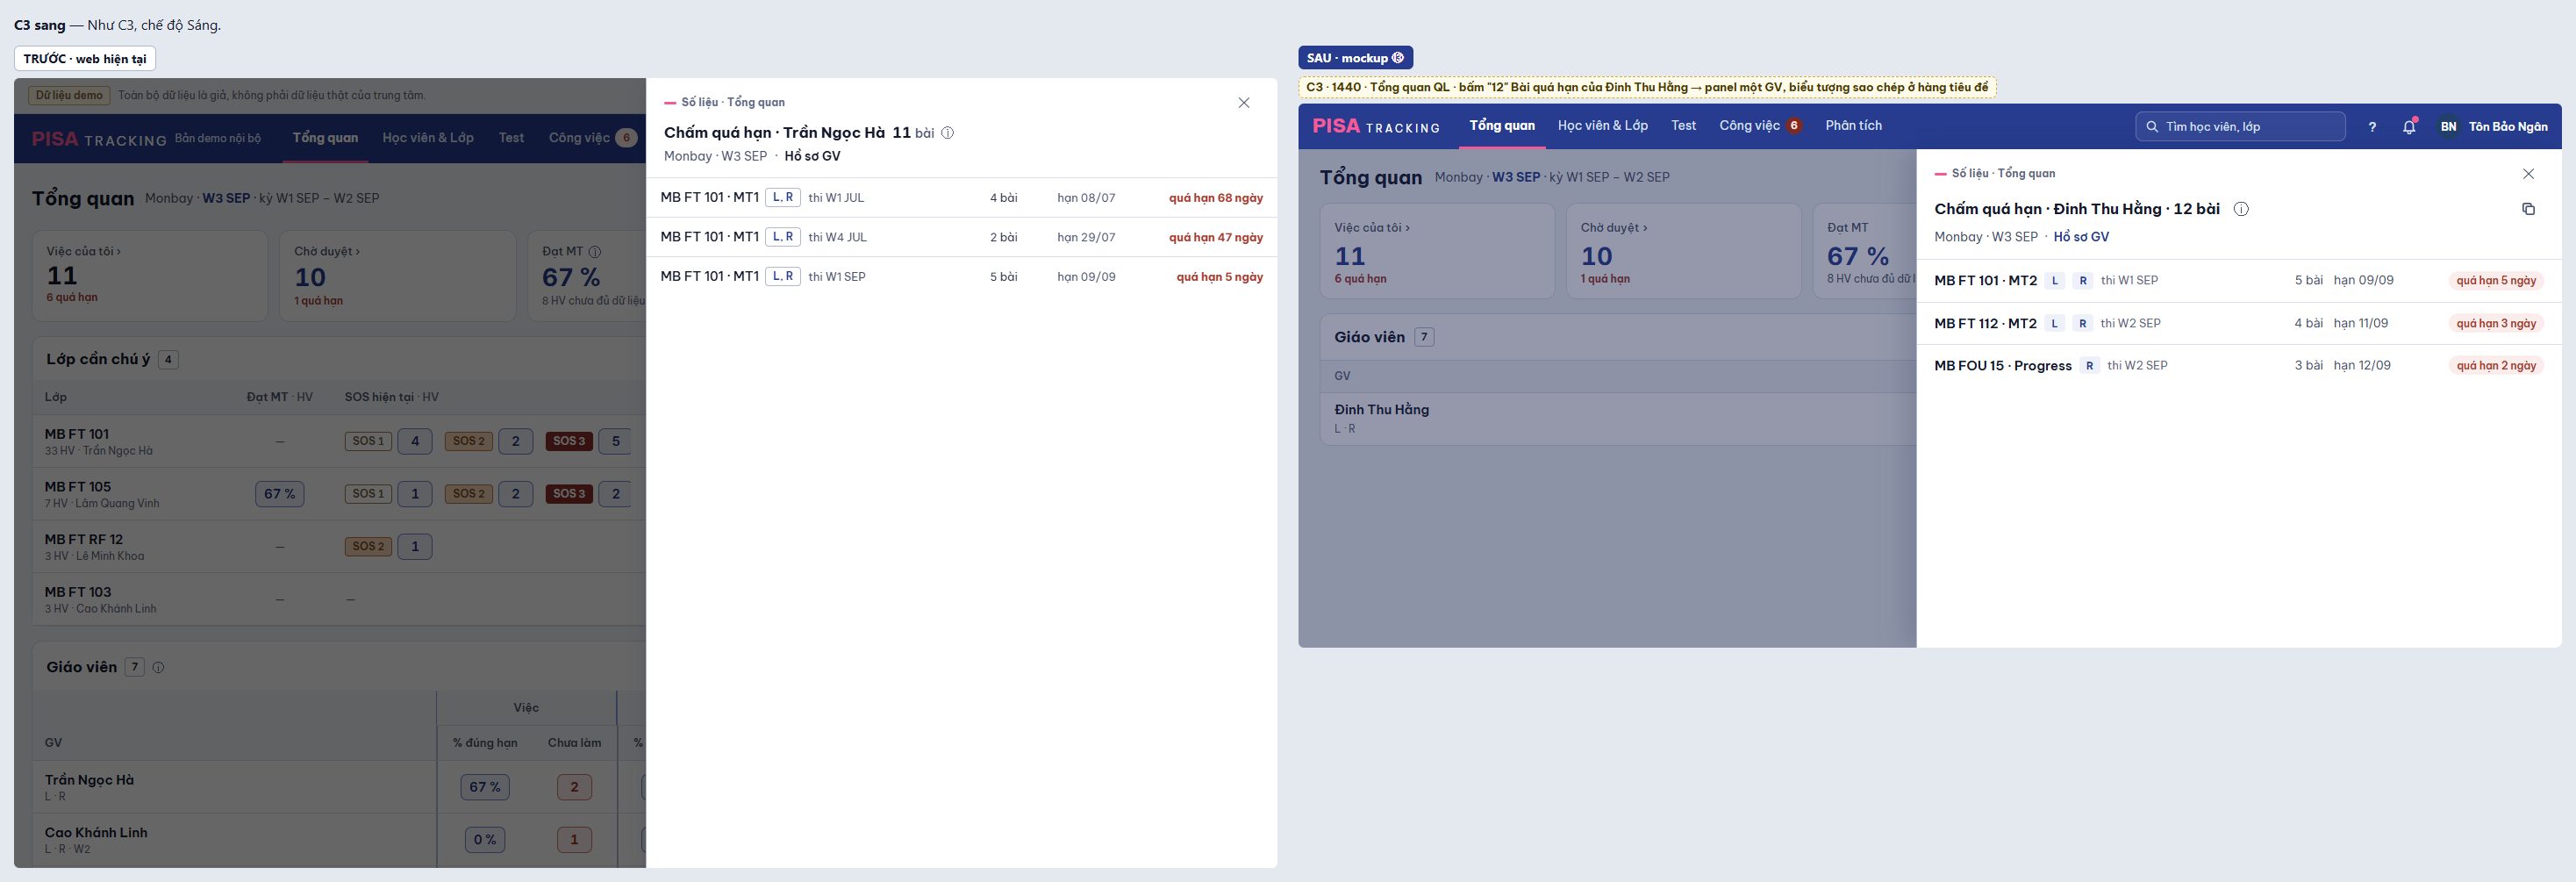 C3 sang — Như C3, chế độ Sáng.
TRƯỚC · web hiện tại
Dữ liệu demo Toàn bộ dữ liệu là giả, không phải dữ liệu thật của trung tâm.
PISA TRACKING Bản demo nội bộ Tổng quan Học viên & Lớp Test Công việc 6
Tổng quan Monbay · W3 SEP · kỳ W1 SEP – W2 SEP
Việc của tôi › Chờ duyệt › Đạt MT ⓘ
11 10 67 %
6 quá hạn 1 quá hạn 8 HV chưa đủ dữ liệu
Lớp cần chú ý 4
Lớp Đạt MT · HV SOS hiện tại · HV
MB FT 101 — SOS 1 4 SOS 2 2 SOS 3 5
33 HV · Trần Ngọc Hà
MB FT 105 67 % SOS 1 1 SOS 2 2 SOS 3 2
7 HV · Lâm Quang Vinh
MB FT RF 12 — SOS 2 1
3 HV · Lê Minh Khoa
MB FT 103 — —
3 HV · Cao Khánh Linh
Giáo viên 7 ⓘ
Việc
GV % đúng hạn Chưa làm %
Trần Ngọc Hà 67 % 2
L · R
Cao Khánh Linh 0 % 1
L · R · W2
Số liệu · Tổng quan
Chấm quá hạn · Trần Ngọc Hà 11 bài ⓘ
Monbay · W3 SEP · Hồ sơ GV
MB FT 101 · MT1 L, R thi W1 JUL 4 bài hạn 08/07 quá hạn 68 ngày
MB FT 101 · MT1 L, R thi W4 JUL 2 bài hạn 29/07 quá hạn 47 ngày
MB FT 101 · MT1 L, R thi W1 SEP 5 bài hạn 09/09 quá hạn 5 ngày
SAU · mockup
C3 · 1440 · Tổng quan QL · bấm "12" Bài quá hạn của Đinh Thu Hằng → panel một GV, biểu tượng sao chép ở hàng tiêu đề
PISA TRACKING Tổng quan Học viên & Lớp Test Công việc 6 Phân tích Tìm học viên, lớp ? BN Tôn Bảo Ngân
Tổng quan Monbay · W3 SEP · kỳ W1 SEP – W2 SEP
Việc của tôi › Chờ duyệt › Đạt MT
11 10 67 %
6 quá hạn 1 quá hạn 8 HV chưa đủ dữ l
Giáo viên 7
GV
Đinh Thu Hằng
L · R
Số liệu · Tổng quan
Chấm quá hạn · Đinh Thu Hằng · 12 bài ⓘ
Monbay · W3 SEP · Hồ sơ GV
MB FT 101 · MT2 L R thi W1 SEP 5 bài hạn 09/09 quá hạn 5 ngày
MB FT 112 · MT2 L R thi W2 SEP 4 bài hạn 11/09 quá hạn 3 ngày
MB FOU 15 · Progress R thi W2 SEP 3 bài hạn 12/09 quá hạn 2 ngày